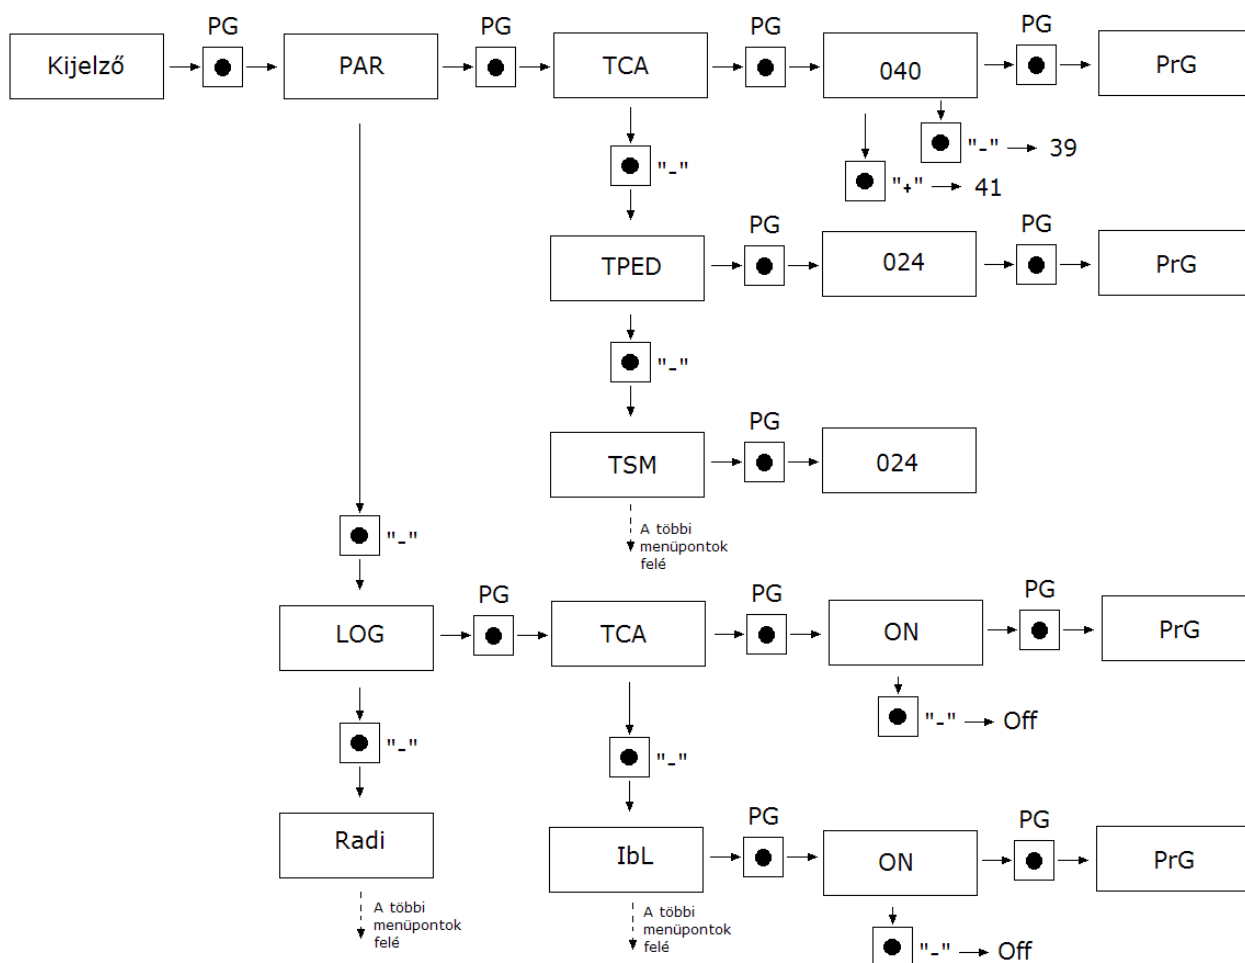 PG PG PG PG
Kijelző PAR TCA 040 PrG
"-" "-" → 39
"+" → 41
PG PG
TPED 024 PrG
"-"
PG
TSM 024
"-" A többi
menüpontok
felé
PG PG PG
LOG TCA ON PrG
"-" → Off
"-" "-"
PG PG
Radi IbL ON PrG
A többi A többi
menüpontok menüpontok
felé felé
"-" → Off